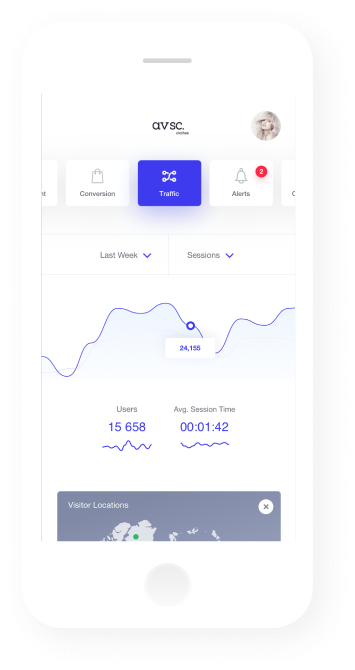 avsc.
clothes
nt
Conversion
Traffic
Alerts
2
C
Last Week
Sessions
24,155
Users
Avg. Session Time
15 658
00:01:42
Visitor Locations